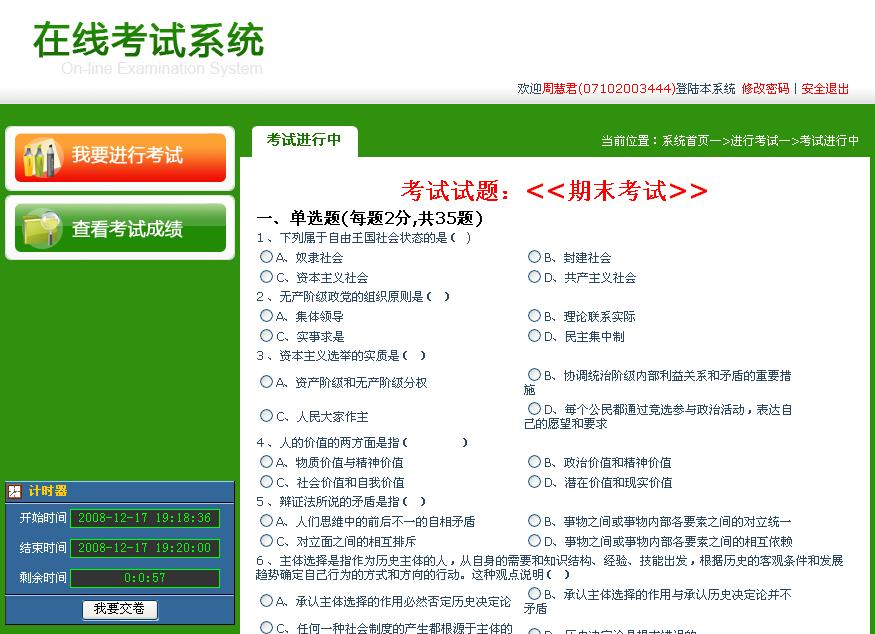 在线考试系统
On-line Examination System
欢迎周慧君(07102003444)登陆本系统 修改密码 | 安全退出
我要进行考试
查看考试成绩
考试进行中
当前位置：系统首页—>进行考试—>考试进行中
考试试题：<<期末考试>>
一、单选题(每题2分,共35题)
1、下列属于自由王国社会状态的是( )
A、奴隶社会
B、封建社会
C、资本主义社会
D、共产主义社会
2、无产阶级政党的组织原则是( )
A、集体领导
B、理论联系实际
C、实事求是
D、民主集中制
3、资本主义选举的实质是( )
A、资产阶级和无产阶级分权
B、协调统治阶级内部利益关系和矛盾的重要措
施
C、人民大家作主
D、每个公民都通过竞选参与政治活动，表达自
己的愿望和要求
4、人的价值的两方面是指( )
A、物质价值与精神价值
B、政治价值和精神价值
C、社会价值和自我价值
D、潜在价值和现实价值
5、辩证法所说的矛盾是指( )
A、人们思维中的前后不一的自相矛盾
B、事物之间或事物内部各要素之间的对立统一
C、对立面之间的相互排斥
D、事物之间或事物内部各要素之间的相互依赖
6、主体选择是指作为历史主体的人，从自身的需要和知识结构、经验、技能出发，根据历史的客观条件和发展
趋势确定自己行为的方式和方向的行动。这种观点说明( )
A、承认主体选择的作用必然否定历史决定论
B、承认主体选择的作用与承认历史决定论并不
矛盾
C、任何一种社会制度的产生都根源于主体的
计时器
开始时间 2008-12-17 19:18:36
结束时间 2008-12-17 19:20:00
剩余时间 0:0:57
我要交卷